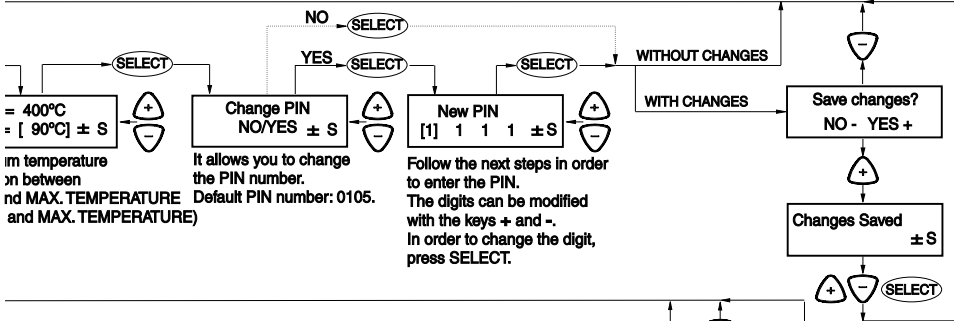 NO
SELECT
YES
SELECT
SELECT
SELECT
WITHOUT CHANGES
WITH CHANGES
-
= 400ºC
= [ 90ºC] ± S
+
-
Change PIN
NO/YES ± S
+
-
New PIN
[1] 1 1 1 ± S
+
-
Save changes?
NO - YES +
temperature
between
MAX. TEMPERATURE
and MAX. TEMPERATURE)
It allows you to change
the PIN number.
Default PIN number: 0105.
Follow the next steps in order
to enter the PIN.
The digits can be modified
with the keys + and -.
In order to change the digit,
press SELECT.
+
Changes Saved
± S
+
-
SELECT